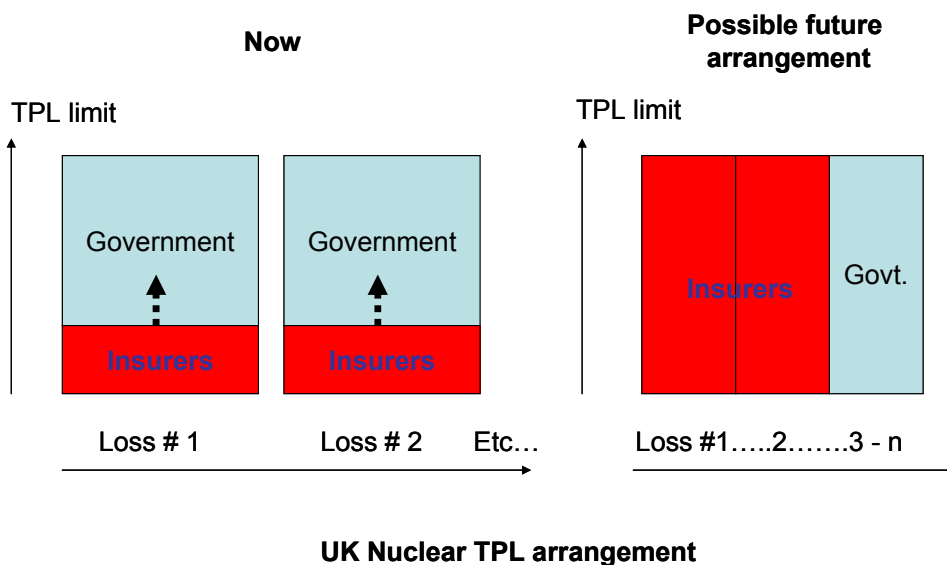 Now
Possible future
arrangement
TPL limit
TPL limit
Government
Government
Insurers
Insurers
Insurers
Govt.
Loss # 1
Loss # 2
Etc…
Loss #1…..2…….3 - n
UK Nuclear TPL arrangement